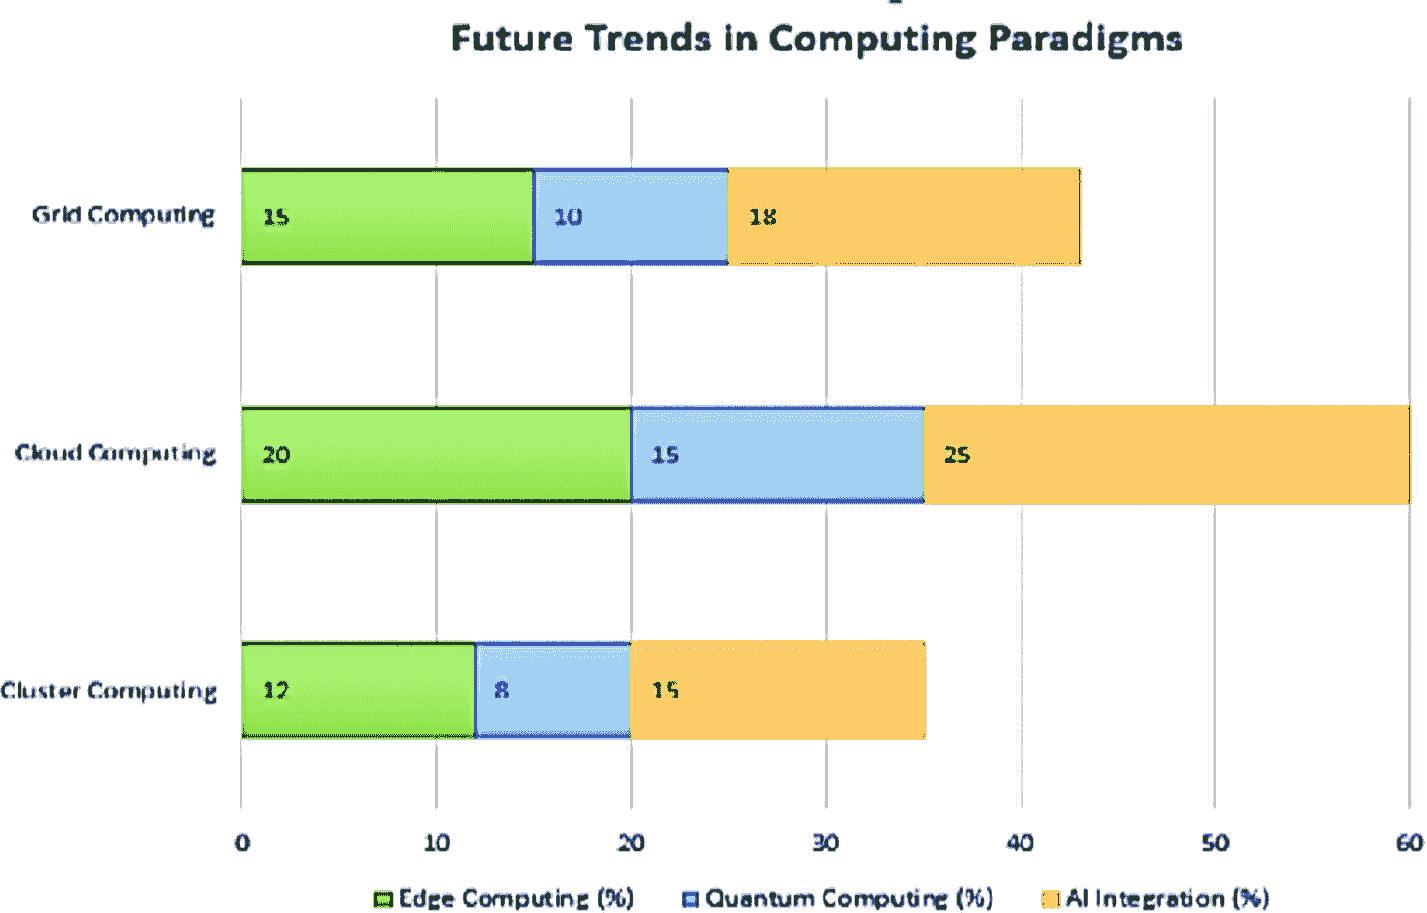 Future Trends in Computing Paradigms
Grid Computing
15 10 18
Cloud Computing
20 15 25
Cluster Computing
12 8 15
0 10 20 30 40 50 60
Edge Computing (%) Quantum Computing (%) AI Integration (%)